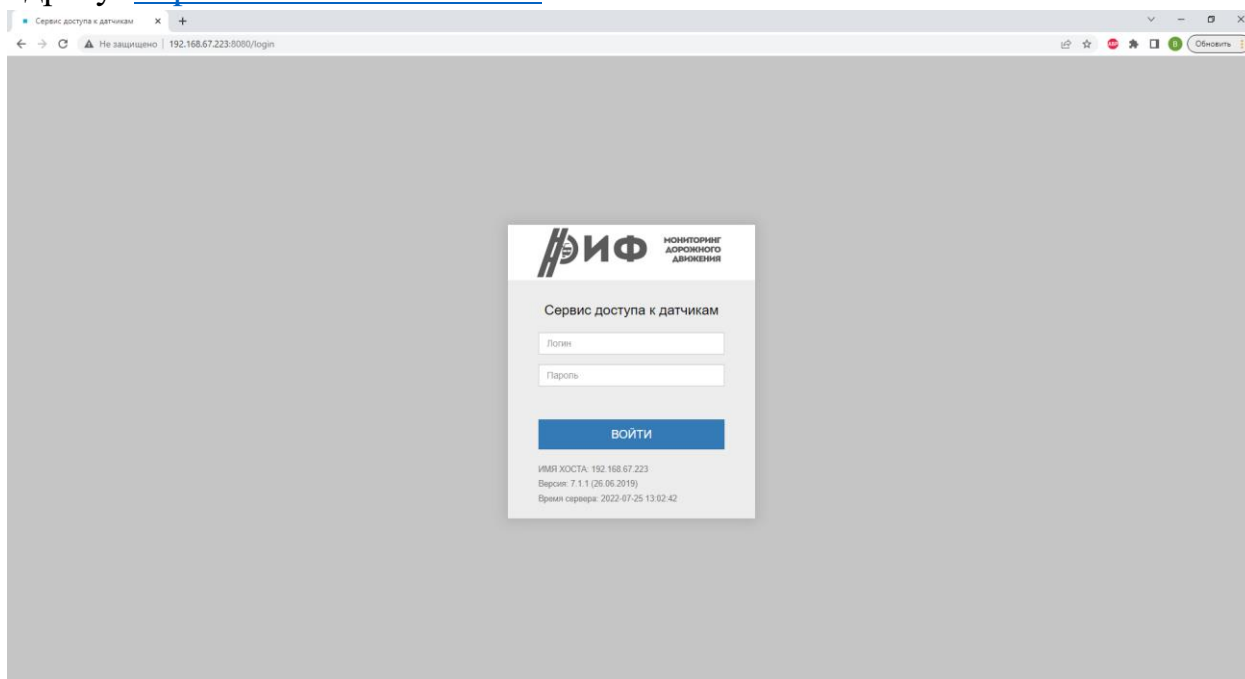 Сервис доступа к датчикам
Не защищено | 192.168.67.223:8080/login
ABP
В
Обновить
РИФ
МОНИТОРИНГ
ДОРОЖНОГО
ДВИЖЕНИЯ
Сервис доступа к датчикам
Логин
Пароль
ВОЙТИ
ИМЯ ХОСТА: 192.168.67.223
Версия: 7.1.1 (26.06.2019)
Время сервера: 2022-07-25 13:02:42